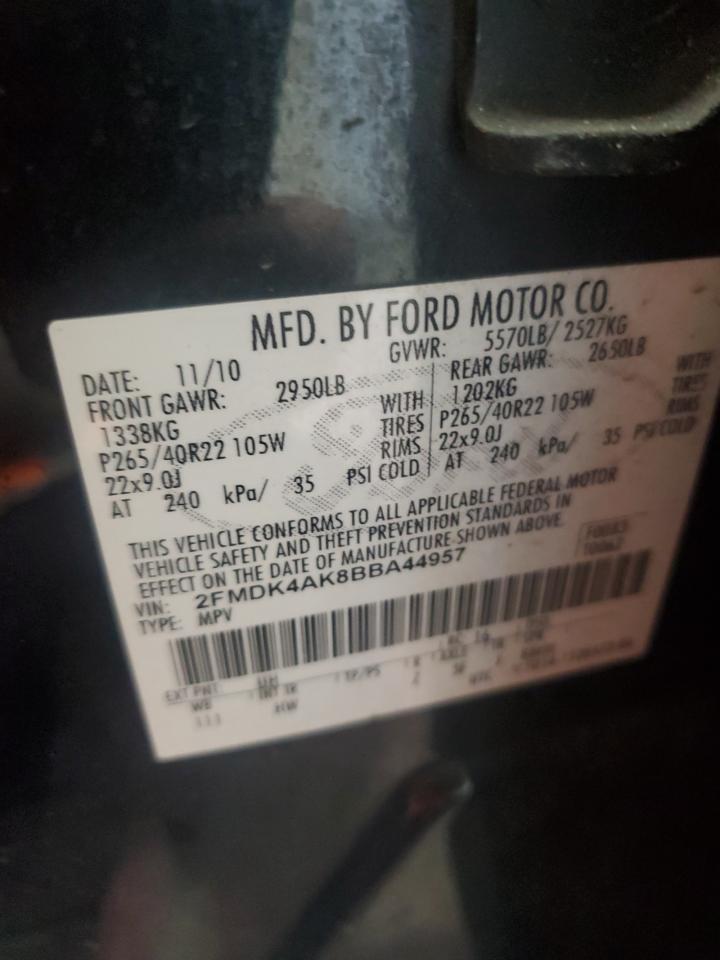 MFD. BY FORD MOTOR CO.
DATE: 11/10 GVWR: 5570LB/ 2527KG
FRONT GAWR: 2950LB REAR GAWR: 2650LB
1338KG WITH 1202KG WITH
P265/40R22 105W TIRES P265/40R22 105W TIRES
22x9.0J RIMS 22x9.0J RIMS
AT 240 kPa/ 35 PSI COLD AT 240 kPa/ 35 PSI COLD
THIS VEHICLE CONFORMS TO ALL APPLICABLE FEDERAL MOTOR
VEHICLE SAFETY AND THEFT PREVENTION STANDARDS IN
EFFECT ON THE DATE OF MANUFACTURE SHOWN ABOVE.
VIN: 2FMDK4AK8BBA44957
TYPE: MPV
EXT PNT: